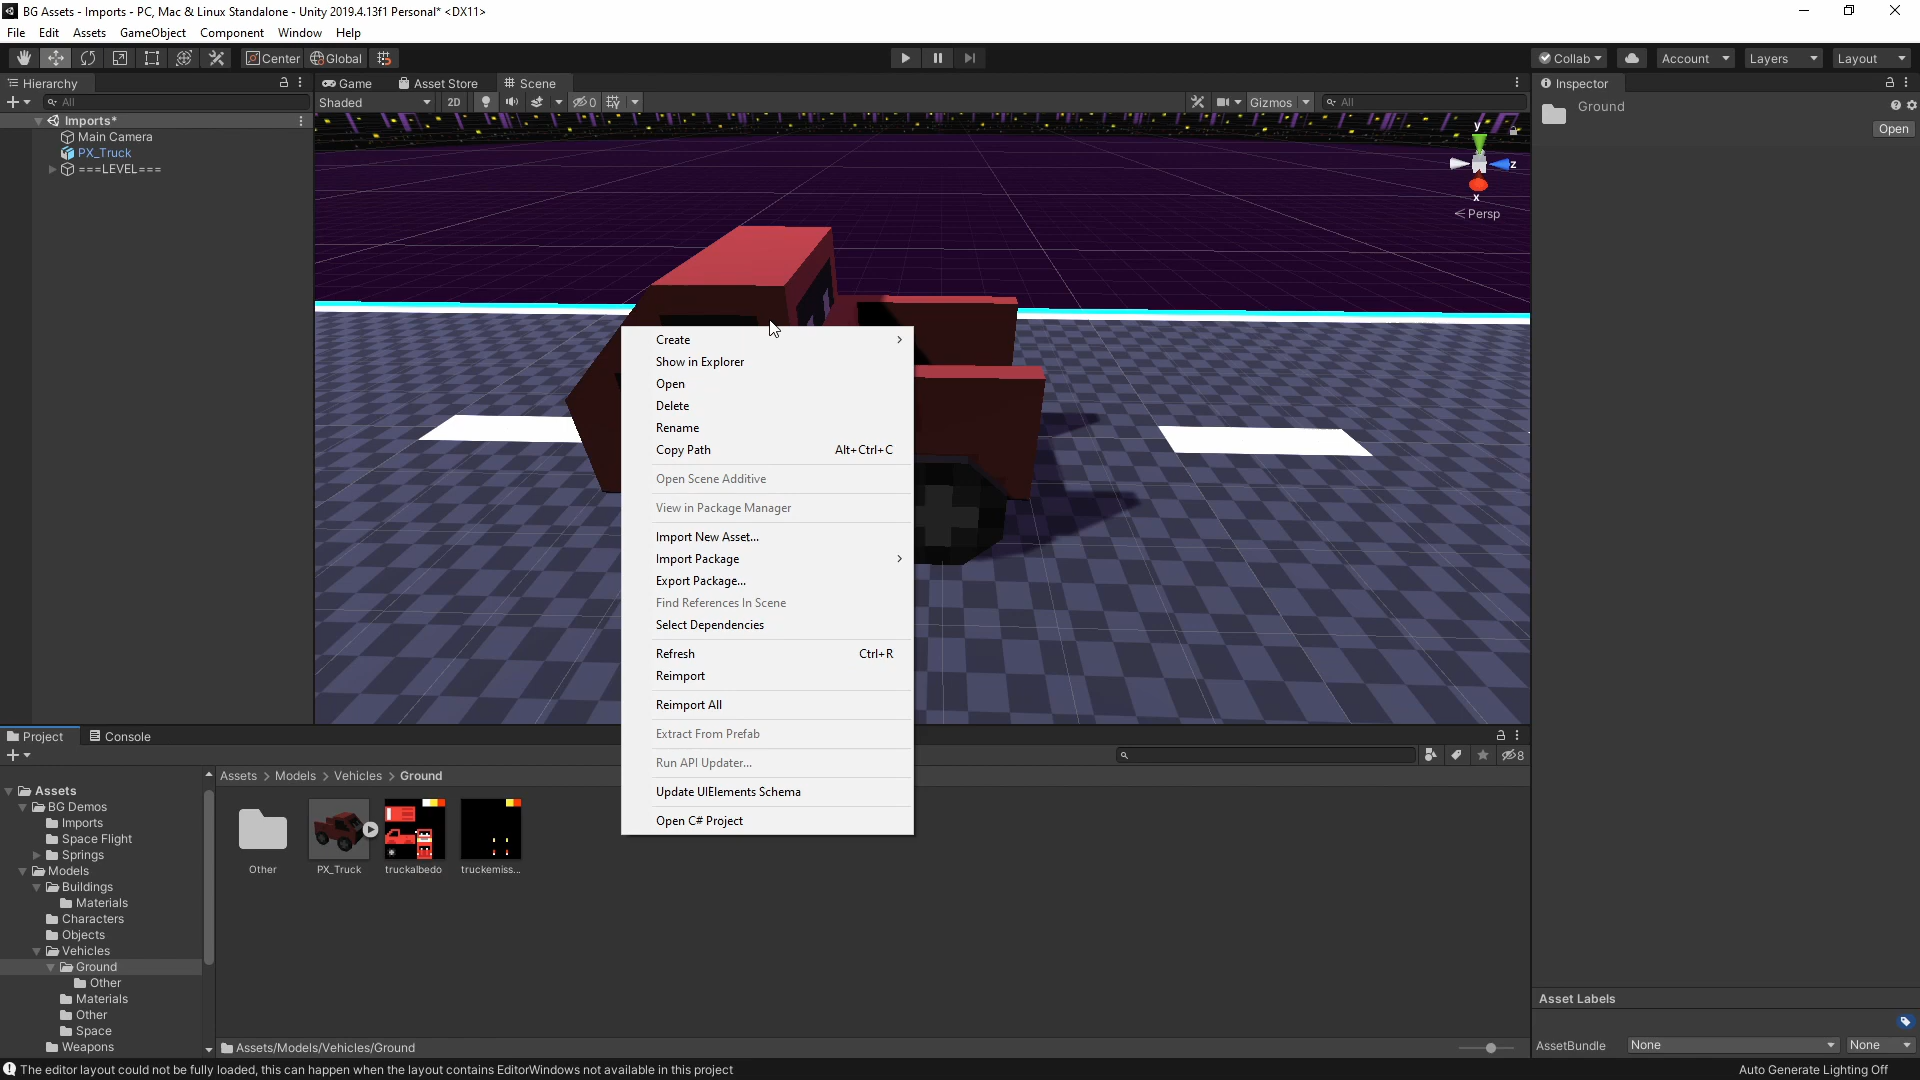 BG Assets - Imports - PC, Mac & Linux Standalone - Unity 2019.4.13f1 Personal* <DX11>
File Edit Assets GameObject Component Window Help
Center Global
Collab Account Layers Layout
Hierarchy
All
Imports*
Main Camera
PX_Truck
===LEVEL===
Game Asset Store Scene
Shaded 2D 0 Gizmos All
y
z
x
Persp
Inspector
Ground
Open
Create
Show in Explorer
Open
Delete
Rename
Copy Path Alt+Ctrl+C
Open Scene Additive
View in Package Manager
Import New Asset...
Import Package
Export Package...
Find References In Scene
Select Dependencies
Refresh Ctrl+R
Reimport
Reimport All
Extract From Prefab
Run API Updater...
Update UIElements Schema
Open C# Project
Project Console
8
Assets
BG Demos
Imports
Space Flight
Springs
Models
Buildings
Materials
Characters
Objects
Vehicles
Ground
Other
Materials
Other
Space
Weapons
Assets > Models > Vehicles > Ground
Other PX_Truck truckalbedo truckemiss...
Assets/Models/Vehicles/Ground
Asset Labels
AssetBundle None None
The editor layout could not be fully loaded, this can happen when the layout contains EditorWindows not available in this project
Auto Generate Lighting Off